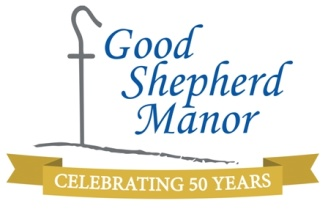 Good
Shepherd
Manor
CELEBRATING 50 YEARS